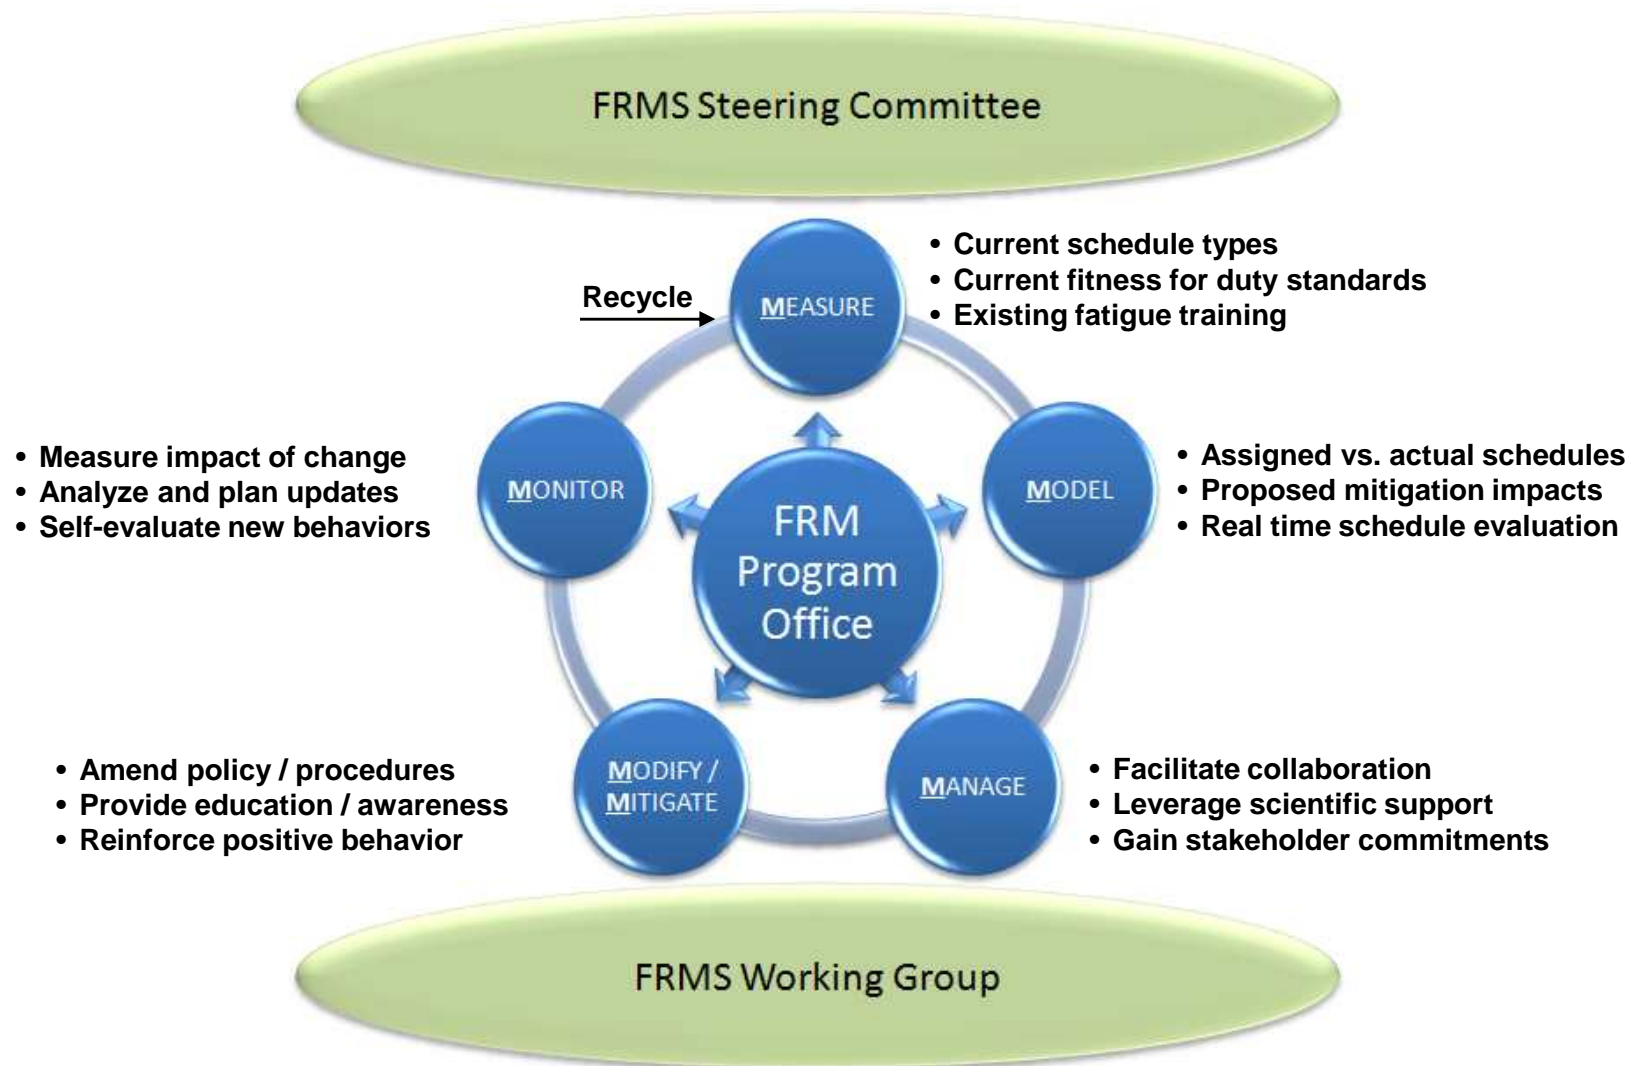 FRMS Steering Committee
Recycle
MEASURE
• Current schedule types
• Current fitness for duty standards
• Existing fatigue training
MODEL
• Assigned vs. actual schedules
• Proposed mitigation impacts
• Real time schedule evaluation
MANAGE
• Facilitate collaboration
• Leverage scientific support
• Gain stakeholder commitments
MODIFY /
MITIGATE
• Amend policy / procedures
• Provide education / awareness
• Reinforce positive behavior
MONITOR
• Measure impact of change
• Analyze and plan updates
• Self-evaluate new behaviors
FRM
Program
Office
FRMS Working Group